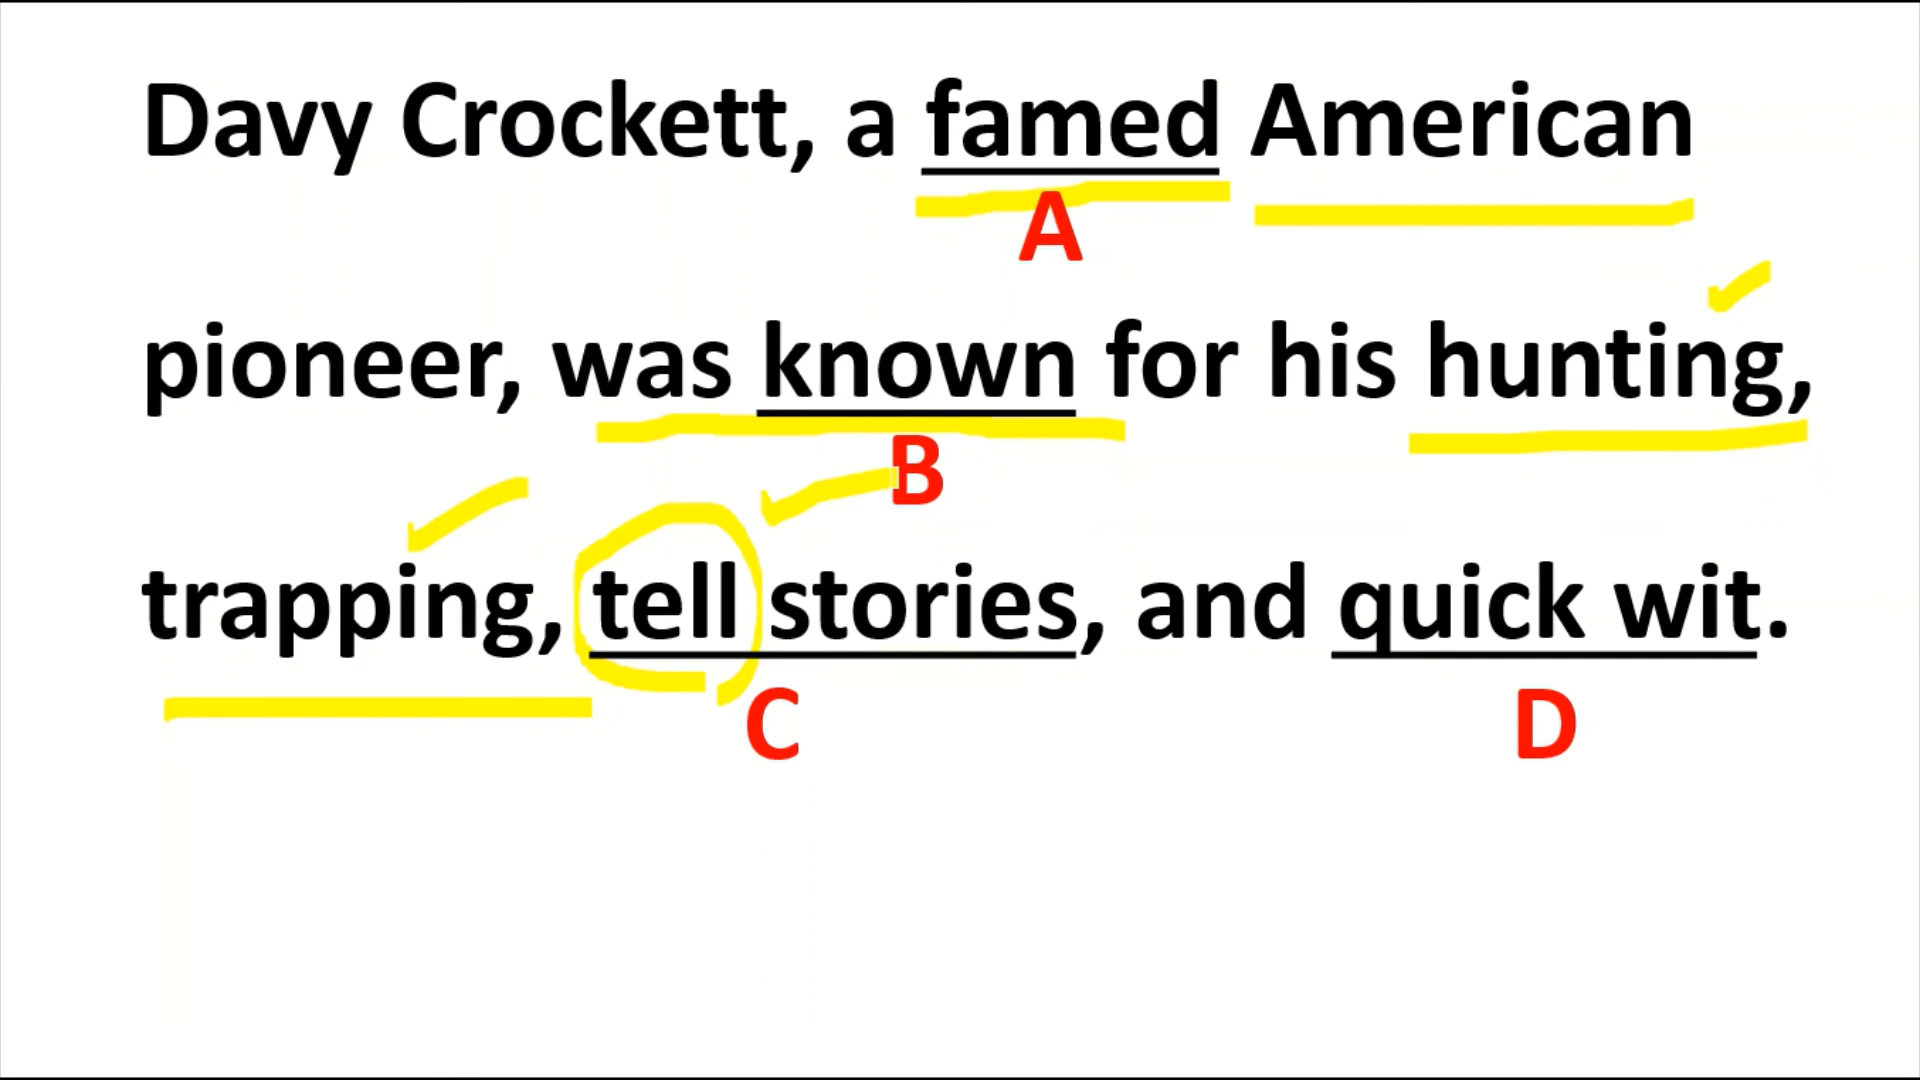 Davy Crockett, a famed American
A
pioneer, was known for his hunting,
B
trapping, tell stories, and quick wit.
C D